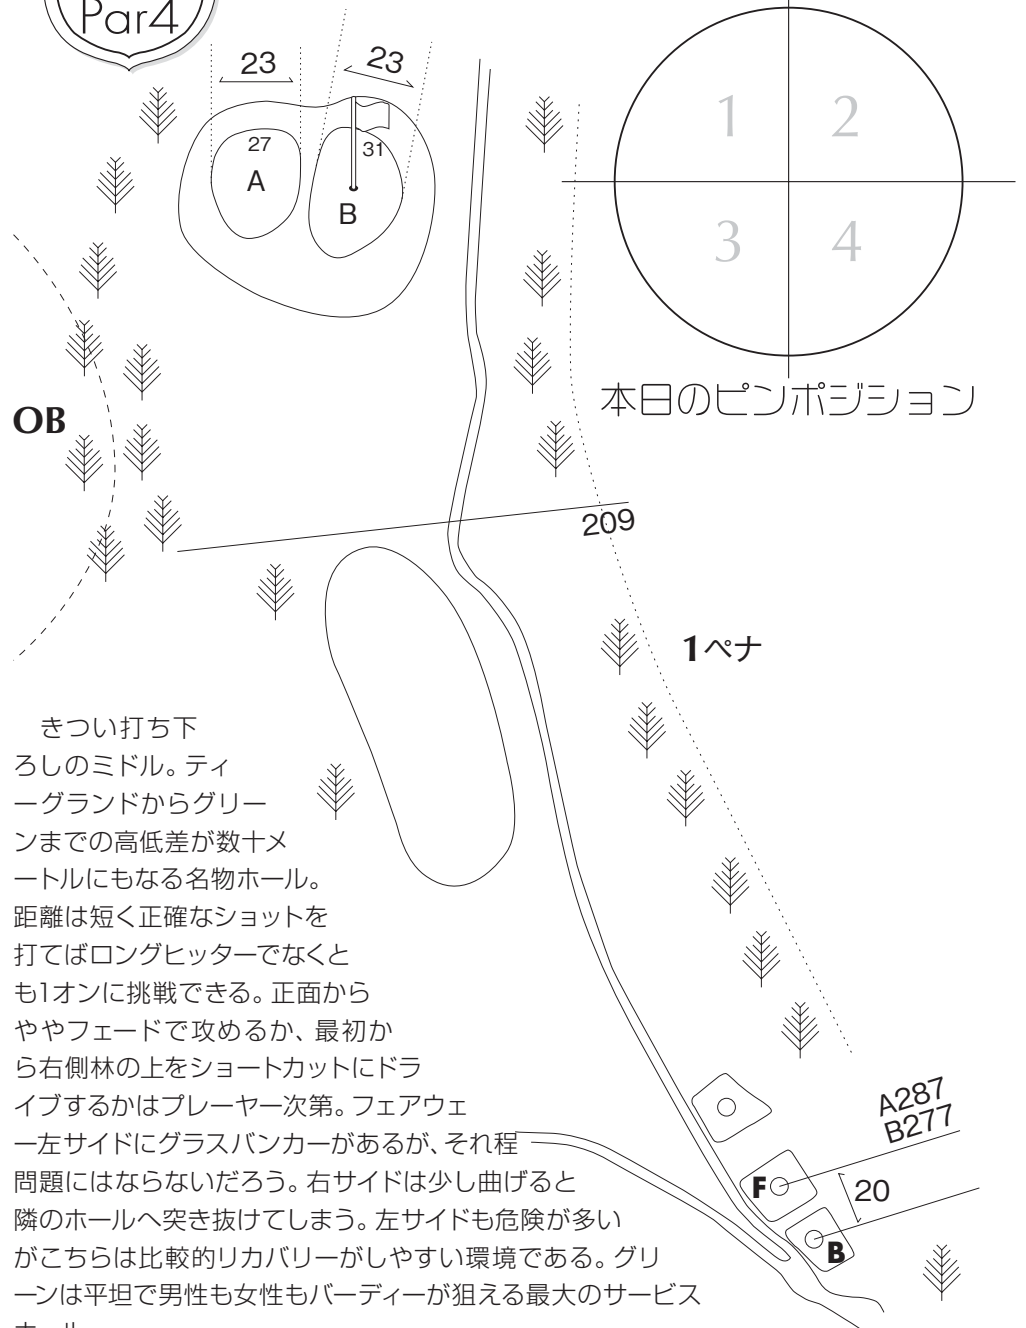 Par4
23
23
27
A
31
B
1
2
3
4
本日のピンポジション
OB
209
1ペナ
きつい打ち下
ろしのミドル。ティ
ーグランドからグリー
ンまでの高低差が数十メ
ートルにもなる名物ホール。
距離は短く正確なショットを
打てばロングヒッターでなくと
も1オンに挑戦できる。正面から
ややフェードで攻めるか、最初か
ら右側林の上をショートカットにドラ
イブするかはプレーヤー次第。フェアウェ
ー左サイドにグラスバンカーがあるが、それ程
問題にはならないだろう。右サイドは少し曲げると
隣のホールへ突き抜けてしまう。左サイドも危険が多い
がこちらは比較的リカバリーがしやすい環境である。グリ
ーンは平坦で男性も女性もバーディーが狙える最大のサービス
A287
B277
F
20
B